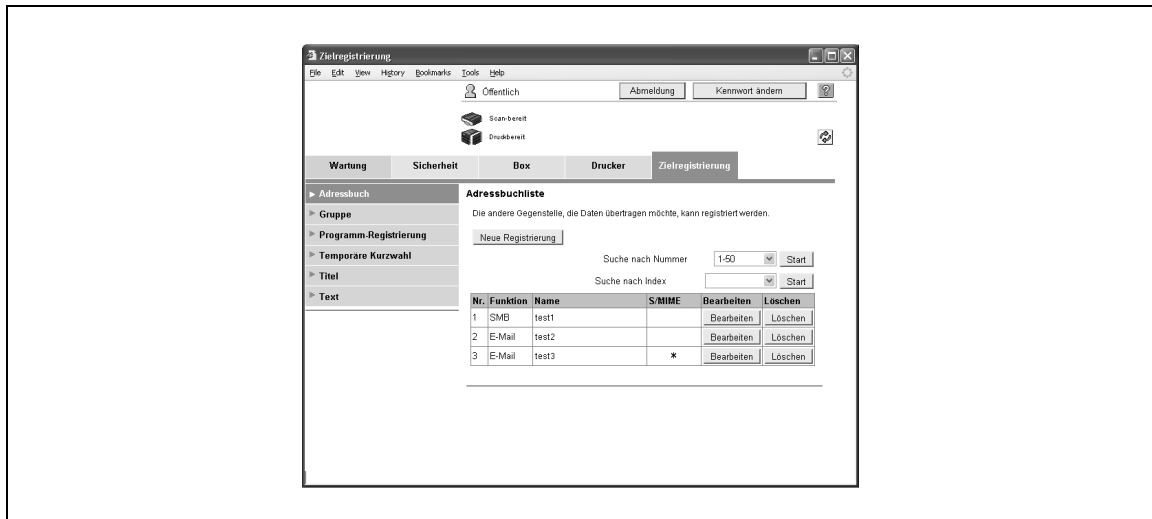 Zielregistrierung
File Edit View History Bookmarks Tools Help
Öffentlich Abmeldung Kennwort ändern ?
Scan-bereit
Druckbereit
Wartung Sicherheit Box Drucker Zielregistrierung
Adressbuch
Gruppe
Programm-Registrierung
Temporäre Kurzwahl
Titel
Text
Adressbuchliste
Die andere Gegenstelle, die Daten übertragen möchte, kann registriert werden.
Neue Registrierung
Suche nach Nummer 1-50 Start
Suche nach Index Start
Nr. Funktion Name S/MIME Bearbeiten Löschen
1 SMB test1 Bearbeiten Löschen
2 E-Mail test2 Bearbeiten Löschen
3 E-Mail test3 * Bearbeiten Löschen